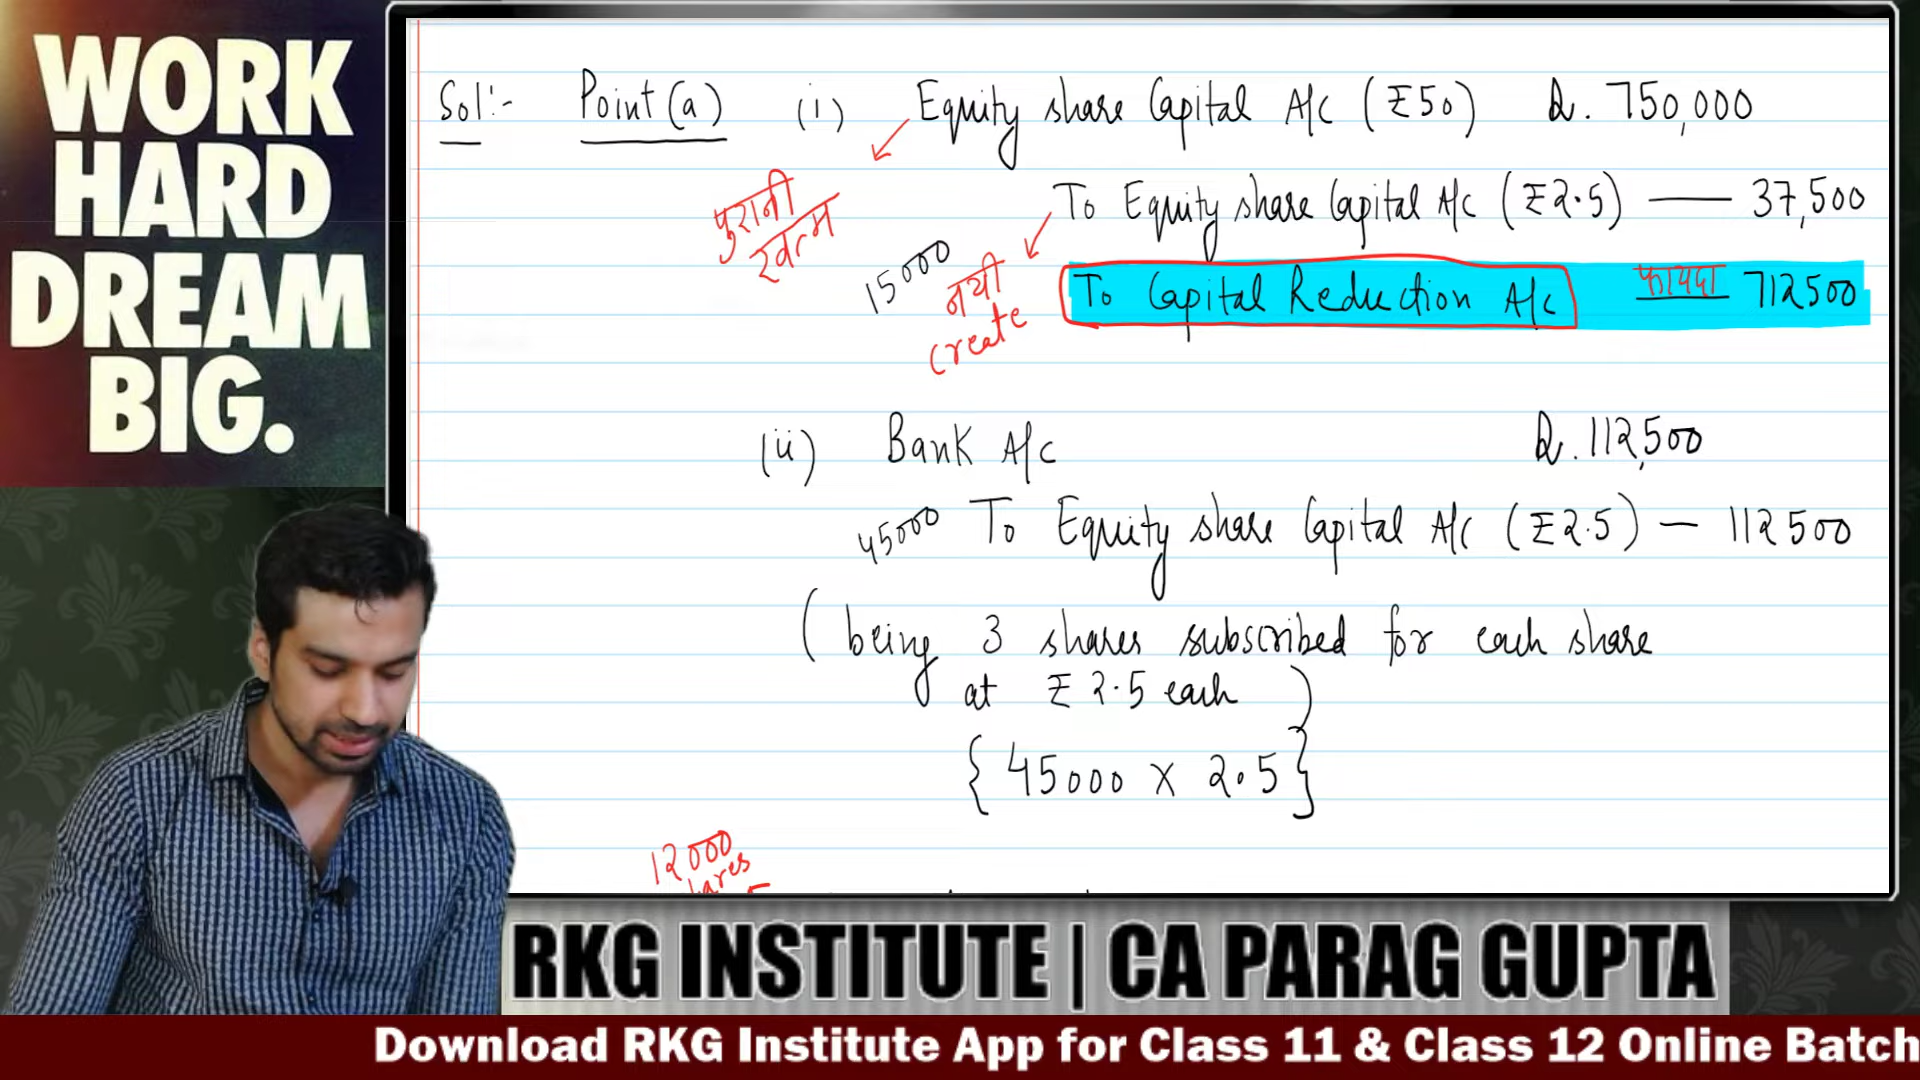 WORK
HARD
DREAM
BIG.
Sol:- Point (a) (i) Equity share Capital A/c (₹50) Dr. 750,000
पुरानी
खत्म
To Equity share Capital A/c (₹2.5) — 37,500
15000
नयी
create
To Capital Reduction A/c फायदा 712500
(ii) Bank A/c Dr. 112,500
45000 To Equity share Capital A/c (₹2.5) — 112500
(being 3 shares subscribed for each share
at ₹2.5 each)
{45000 x 2.5}
12000
RKG INSTITUTE | CA PARAG GUPTA
Download RKG Institute App for Class 11 & Class 12 Online Batch